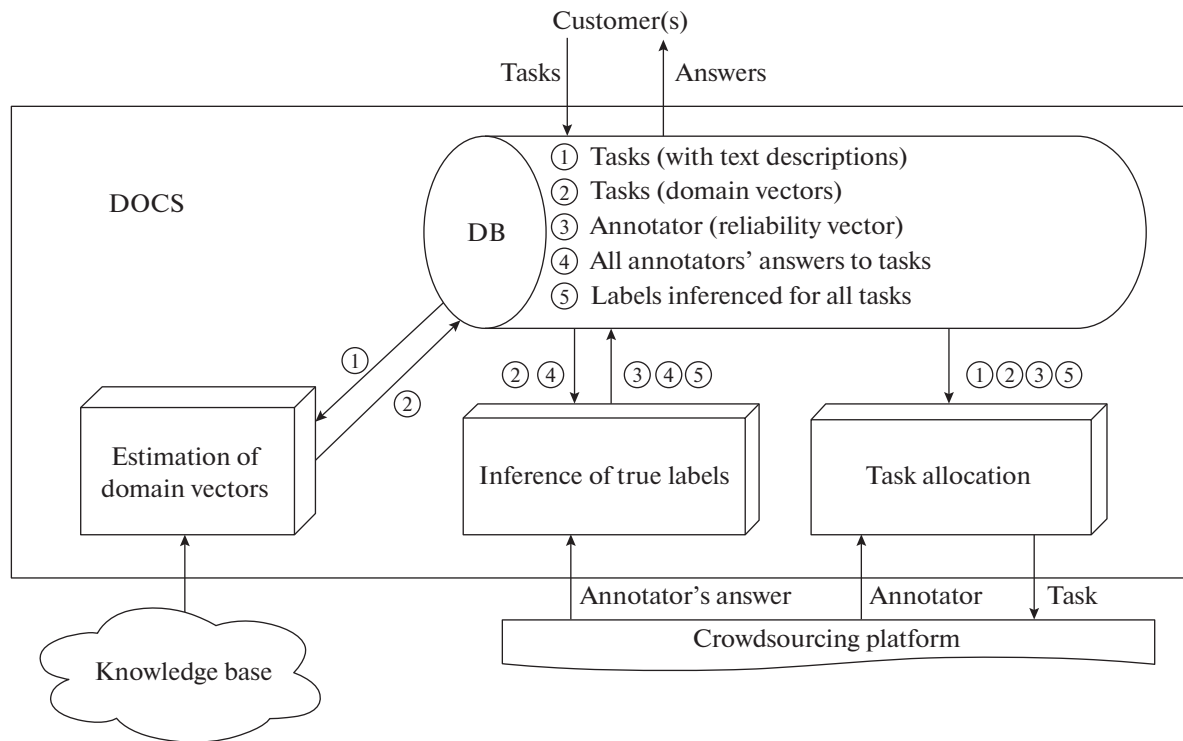 Customer(s)
Tasks
Answers
DOCS
DB
① Tasks (with text descriptions)
② Tasks (domain vectors)
③ Annotator (reliability vector)
④ All annotators’ answers to tasks
⑤ Labels inferenced for all tasks
①
②
② ④
③ ④ ⑤
① ② ③ ⑤
Estimation of
domain vectors
Inference of true labels
Task allocation
Annotator’s answer
Annotator
Task
Crowdsourcing platform
Knowledge base